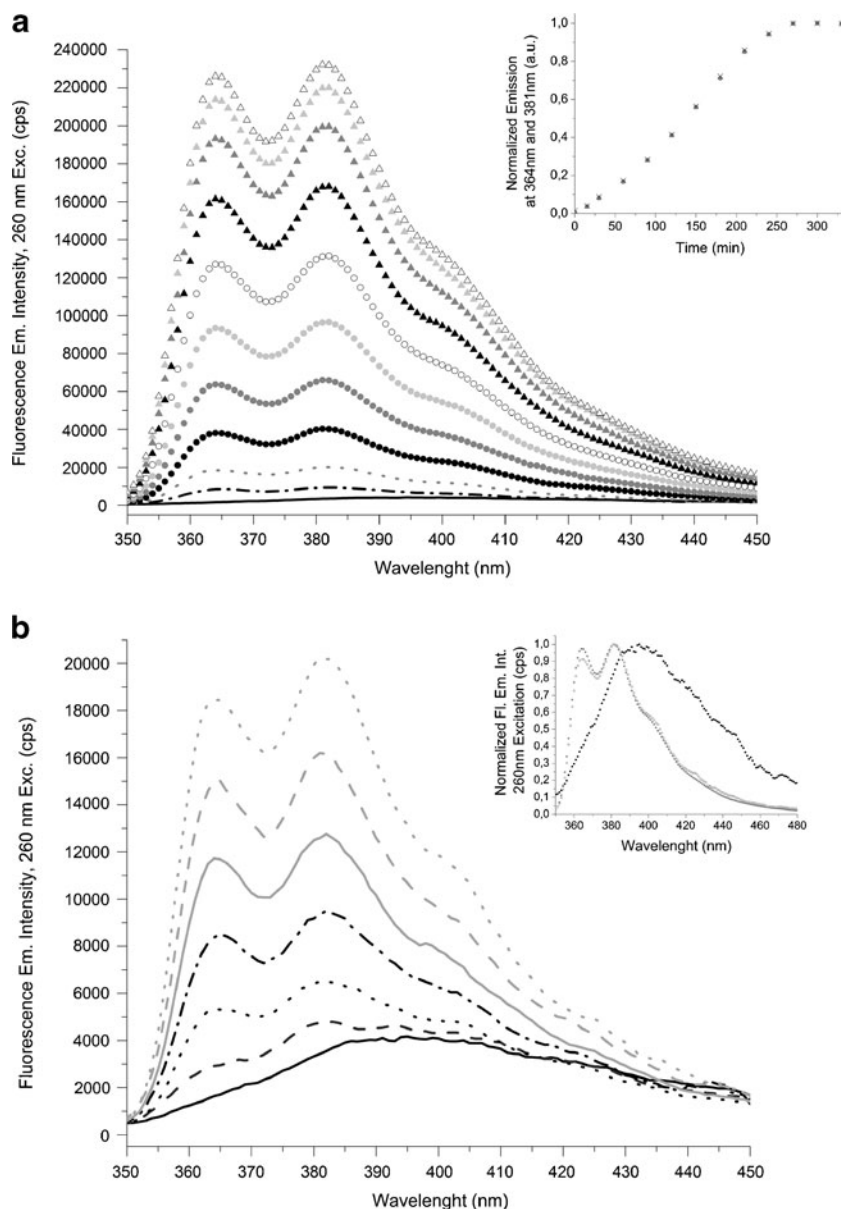 a
240000
220000
200000
180000
160000
140000
120000
100000
80000
60000
40000
20000
0
Fluorescence Em. Intensity, 260 nm Exc. (cps)
350 360 370 380 390 400 410 420 430 440 450
Wavelenght (nm)
1,0
0,8
0,6
0,4
0,2
0,0
Normalized Emission
at 364nm and 381nm (a.u.)
0 50 100 150 200 250 300
Time (min)
b
20000
18000
16000
14000
12000
10000
8000
6000
4000
2000
0
Fluorescence Em. Intensity, 260 nm Exc. (cps)
350 360 370 380 390 400 410 420 430 440 450
Wavelenght (nm)
1,0
0,9
0,8
0,7
0,6
0,5
0,4
0,3
0,2
0,1
0,0
Normalized Fl. Em. Int.
260nm Excitation (cps)
360 380 400 420 440 460 480
Wavelenght (nm)